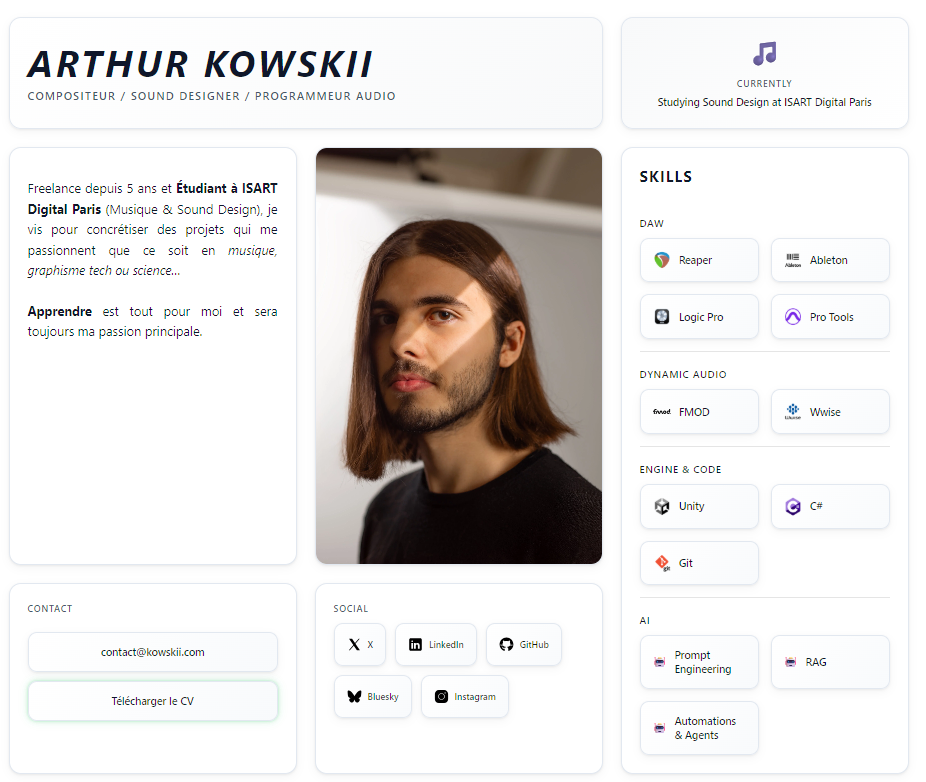 ARTHUR KOWSKII
COMPOSITEUR / SOUND DESIGNER / PROGRAMMEUR AUDIO
CURRENTLY
Studying Sound Design at ISART Digital Paris
Freelance depuis 5 ans et Étudiant à ISART
Digital Paris (Musique & Sound Design), je
vis pour concrétiser des projets qui me
passionnent que ce soit en musique,
graphisme tech ou science...
Apprendre est tout pour moi et sera
toujours ma passion principale.
CONTACT
contact@kowskii.com
Télécharger le CV
SOCIAL
X
LinkedIn
GitHub
Bluesky
Instagram
SKILLS
DAW
Reaper
Ableton
Ableton
Logic Pro
Pro Tools
DYNAMIC AUDIO
fmod
FMOD
Wwise
Wwise
ENGINE & CODE
Unity
C#
git
Git
AI
Prompt
Engineering
RAG
Automations
& Agents